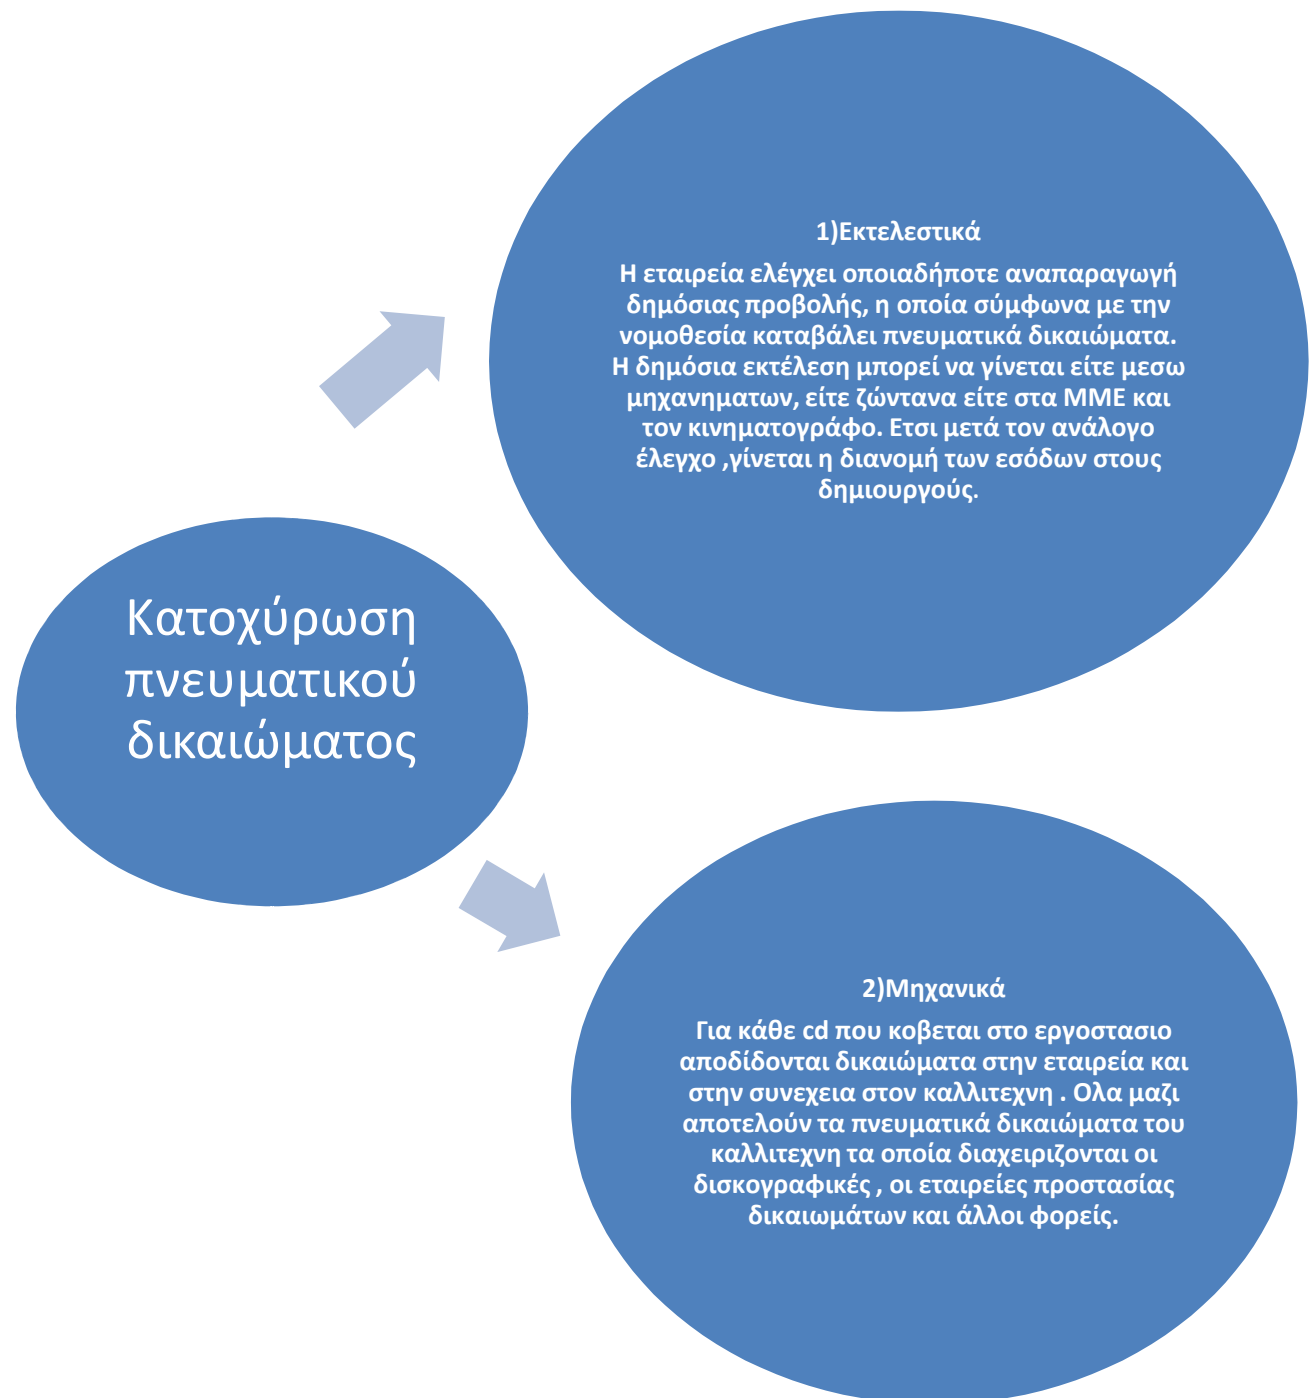 1)Εκτελεστικά
Η εταιρεία ελέγχει οποιαδήποτε αναπαραγωγή
δημόσιας προβολής, η οποία σύμφωνα με την
νομοθεσία καταβάλει πνευματικά δικαιώματα.
Η δημόσια εκτέλεση μπορεί να γίνεται είτε μεσω
μηχανηματων, είτε ζώντανα είτε στα ΜΜΕ και
τον κινηματογράφο. Ετσι μετά τον ανάλογο
έλεγχο ,γίνεται η διανομή των εσόδων στους
δημιουργούς.
Κατοχύρωση
πνευματικού
δικαιώματος
2)Μηχανικά
Για κάθε cd που κοβεται στο εργοστασιο
αποδίδονται δικαιώματα στην εταιρεία και
στην συνεχεια στον καλλιτεχνη . Ολα μαζι
αποτελούν τα πνευματικά δικαιώματα του
καλλιτεχνη τα οποία διαχειριζονται οι
δισκογραφικές , οι εταιρείες προστασίας
δικαιωμάτων και άλλοι φορείς.